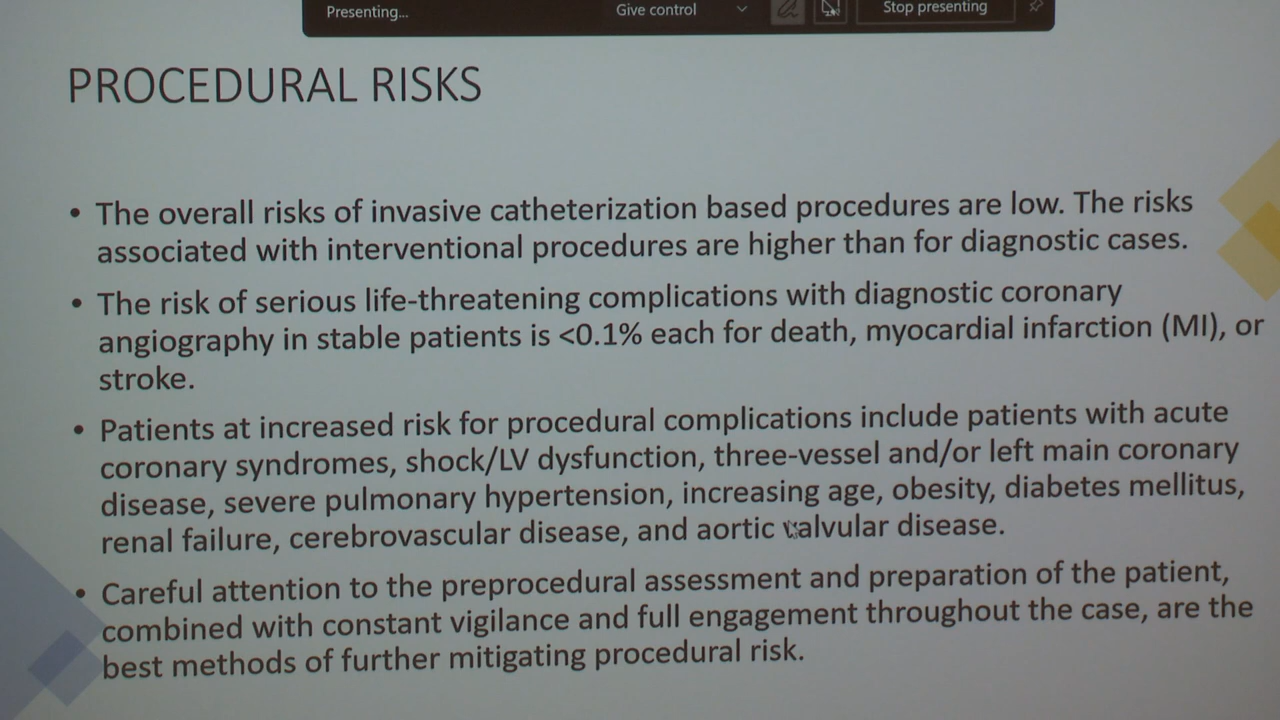 Presenting... Give control Stop presenting
PROCEDURAL RISKS
• The overall risks of invasive catheterization based procedures are low. The risks
associated with interventional procedures are higher than for diagnostic cases.
• The risk of serious life-threatening complications with diagnostic coronary
angiography in stable patients is <0.1% each for death, myocardial infarction (MI), or
stroke.
• Patients at increased risk for procedural complications include patients with acute
coronary syndromes, shock/LV dysfunction, three-vessel and/or left main coronary
disease, severe pulmonary hypertension, increasing age, obesity, diabetes mellitus,
renal failure, cerebrovascular disease, and aortic valvular disease.
• Careful attention to the preprocedural assessment and preparation of the patient,
combined with constant vigilance and full engagement throughout the case, are the
best methods of further mitigating procedural risk.